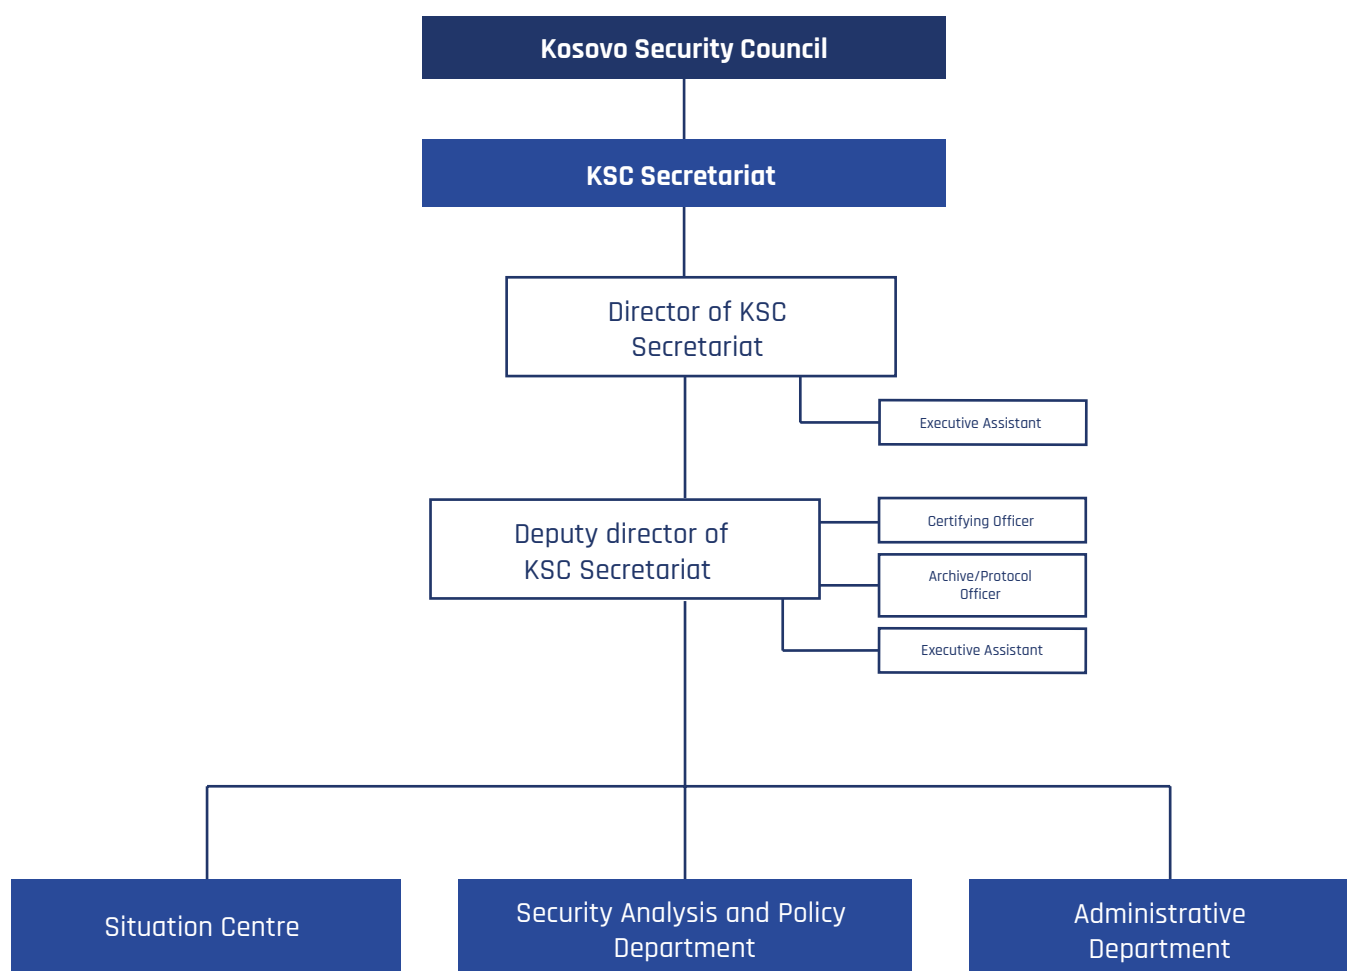 Kosovo Security Council
KSC Secretariat
Director of KSC
Secretariat
Executive Assistant
Deputy director of
KSC Secretariat
Certifying Officer
Archive/Protocol
Officer
Executive Assistant
Situation Centre
Security Analysis and Policy
Department
Administrative
Department